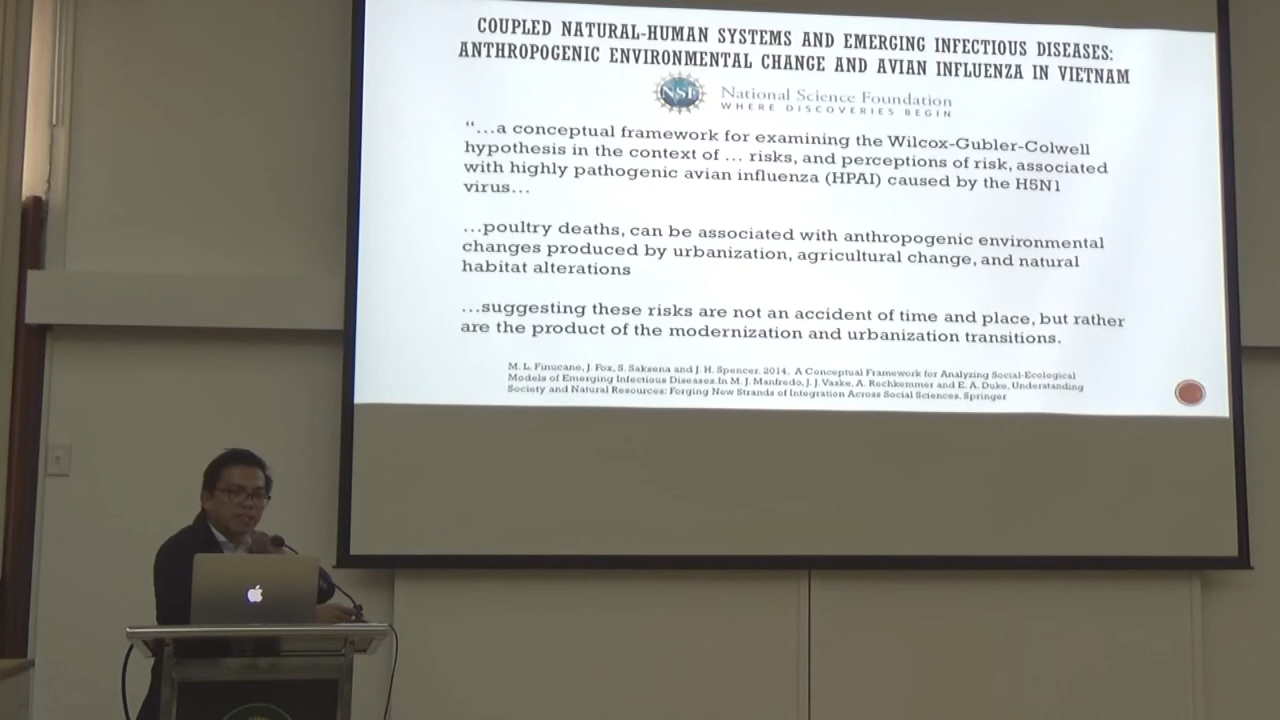 COUPLED NATURAL-HUMAN SYSTEMS AND EMERGING INFECTIOUS DISEASES:
ANTHROPOGENIC ENVIRONMENTAL CHANGE AND AVIAN INFLUENZA IN VIETNAM
NSF
National Science Foundation
WHERE DISCOVERIES BEGIN
“…a conceptual framework for examining the Wilcox-Gubler-Colwell
hypothesis in the context of … risks, and perceptions of risk, associated
with highly pathogenic avian influenza (HPAI) caused by the H5N1
virus…
…poultry deaths, can be associated with anthropogenic environmental
changes produced by urbanization, agricultural change, and natural
habitat alterations
…suggesting these risks are not an accident of time and place, but rather
are the product of the modernization and urbanization transitions.
M. L. Finucane, J. Fox, S. Saksena and J. H. Spencer. 2014. A Conceptual Framework for Analyzing Social-Ecological
Models of Emerging Infectious Diseases. In M. J. Manfredo, J. J. Vaske, A. Rechkemmer and E. A. Duke, Understanding
Society and Natural Resources: Forging New Strands of Integration Across Social Sciences. Springer